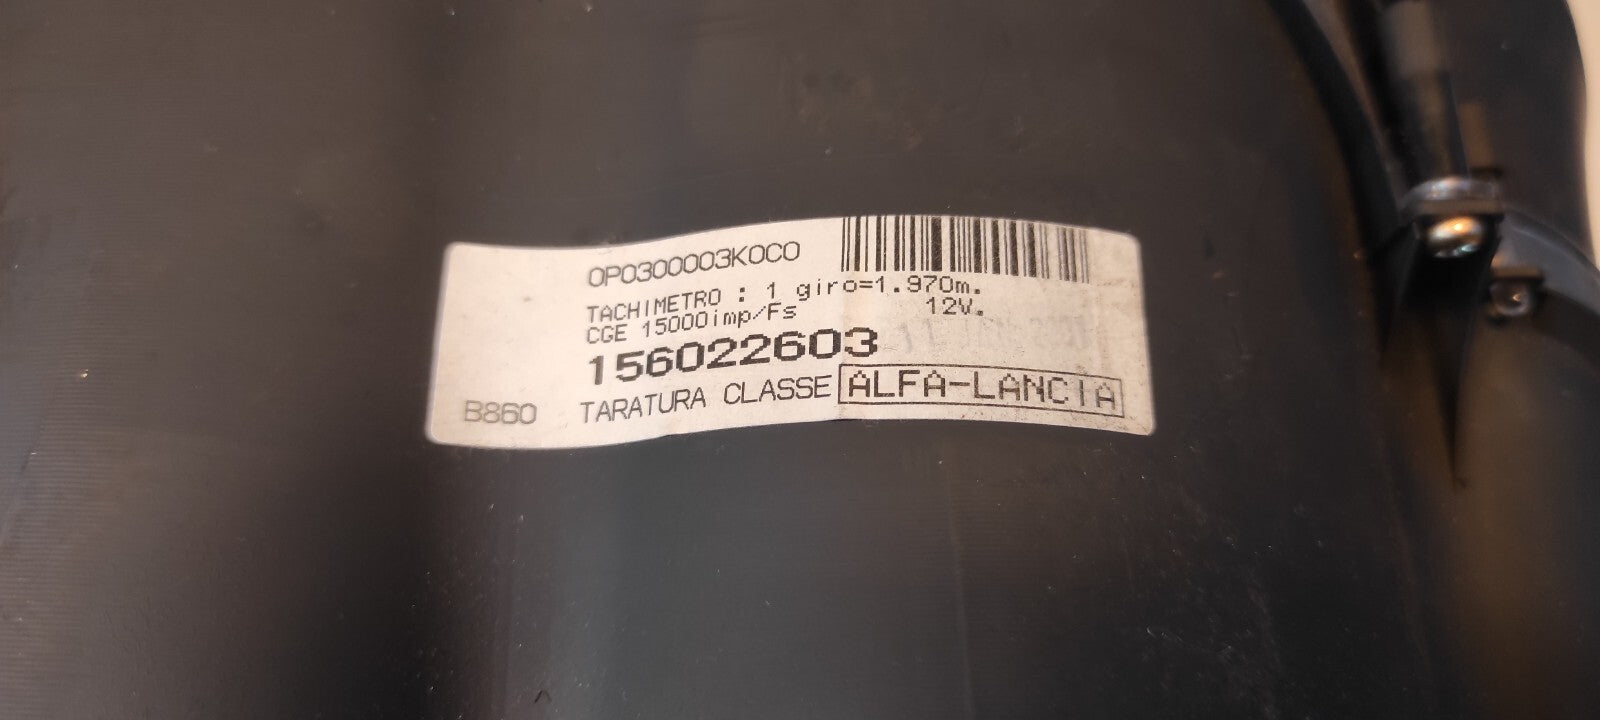 0P0300003K0C0
TACHIMETRO : 1 giro=1.970m.
CGE 15000imp/Fs 12V.
156022603
B860 TARATURA CLASSE ALFA-LANCIA